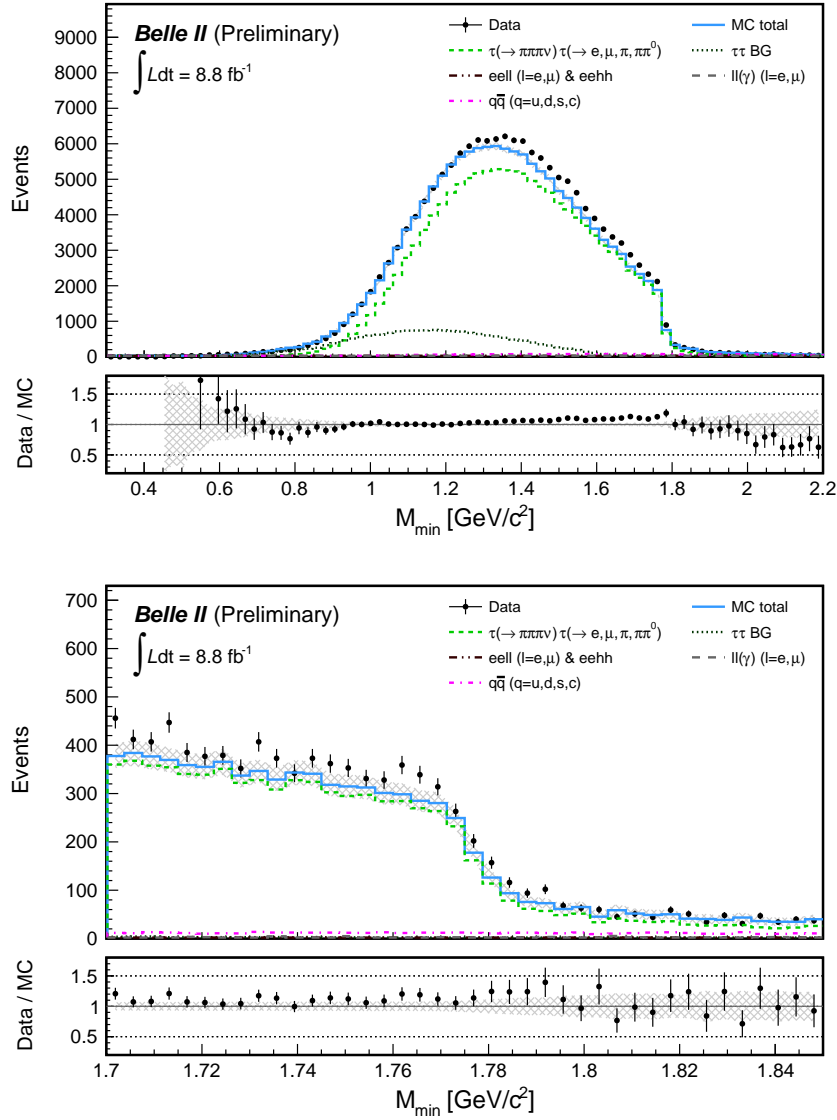 Belle II (Preliminary)
∫ Ldt = 8.8 fb⁻¹
Data
τ(→ πππν) τ(→ e, μ, π, ππ⁰)
eell (l=e,μ) & eehh
qq̅ (q=u,d,s,c)
MC total
ττ BG
ll(γ) (l=e,μ)
Events
9000
8000
7000
6000
5000
4000
3000
2000
1000
0
Data / MC
1.5
1
0.5
0.4 0.6 0.8 1 1.2 1.4 1.6 1.8 2 2.2
M_min [GeV/c²]
Belle II (Preliminary)
∫ Ldt = 8.8 fb⁻¹
Data
τ(→ πππν) τ(→ e, μ, π, ππ⁰)
eell (l=e,μ) & eehh
qq̅ (q=u,d,s,c)
MC total
ττ BG
ll(γ) (l=e,μ)
Events
700
600
500
400
300
200
100
0
Data / MC
1.5
1
0.5
1.7 1.72 1.74 1.76 1.78 1.8 1.82 1.84
M_min [GeV/c²]